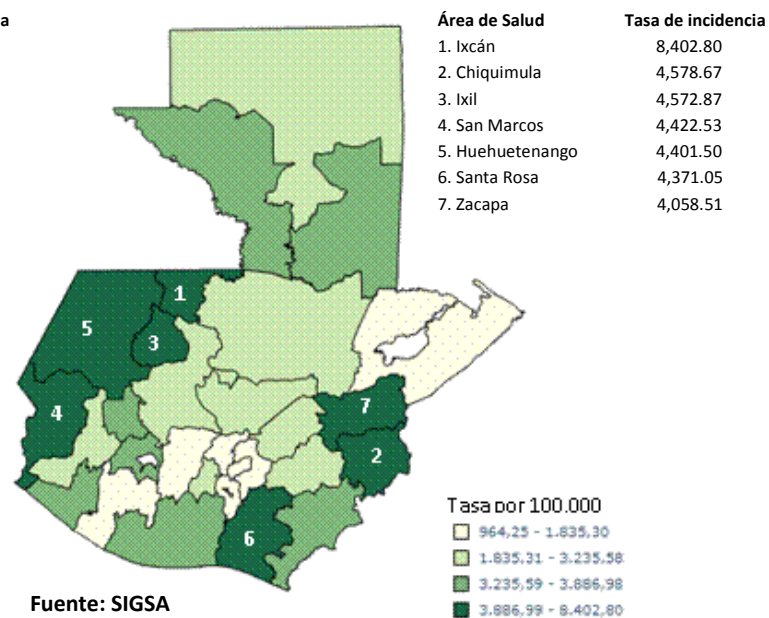 a
Área de Salud Tasa de incidencia
1. Ixcán 8,402.80
2. Chiquimula 4,578.67
3. Ixil 4,572.87
4. San Marcos 4,422.53
5. Huehuetenango 4,401.50
6. Santa Rosa 4,371.05
7. Zacapa 4,058.51
1
5
3
4
7
2
6
Tasa por 100.000
964,25 - 1.835,30
1.835,31 - 3.235,58
3.235,59 - 3.886,98
3.886,99 - 8.402,80
Fuente: SIGSA